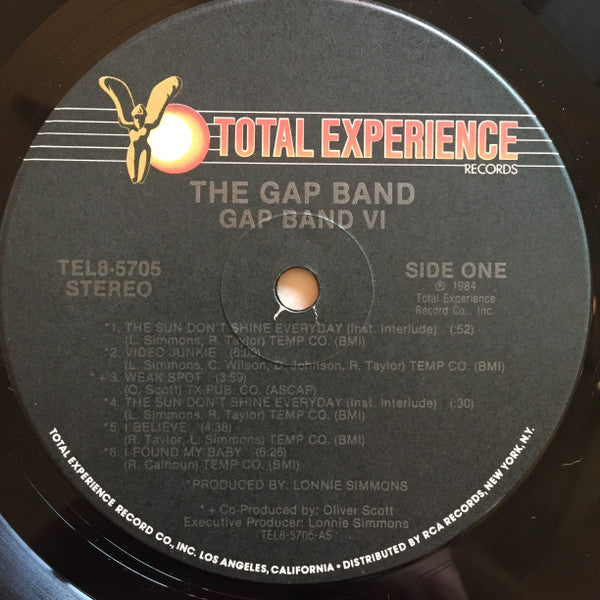 TOTAL EXPERIENCE
RECORDS
THE GAP BAND
GAP BAND VI
TEL8-5705
STEREO
SIDE ONE
℗ 1984
Total Experience
Record Co., Inc.
*1. THE SUN DON'T SHINE EVERYDAY (Inst. Interlude) (:52)
(L. Simmons, R. Taylor) TEMP CO. (BMI)
*2. VIDEO JUNKIE
(L. Simmons, C. Wilson, D. Johnson, R. Taylor) TEMP CO. (BMI)
*+3. WEAK SPOT (3:59)
(O. Scott) TX PUB. CO. (ASCAP)
*4. THE SUN DON'T SHINE EVERYDAY (Inst. Interlude) (:30)
(L. Simmons, R. Taylor) TEMP CO. (BMI)
*5. I BELIEVE (4:38)
(R. Taylor, L. Simmons) TEMP CO. (BMI)
*6. I FOUND MY BABY (6:26)
(R. Calhoun) TEMP CO. (BMI)
*PRODUCED BY: LONNIE SIMMONS
*+Co-Produced by: Oliver Scott
Executive Producer: Lonnie Simmons
TEL8-5705-AS
TOTAL EXPERIENCE RECORD CO., INC. LOS ANGELES, CALIFORNIA • DISTRIBUTED BY RCA RECORDS, NEW YORK, N.Y.